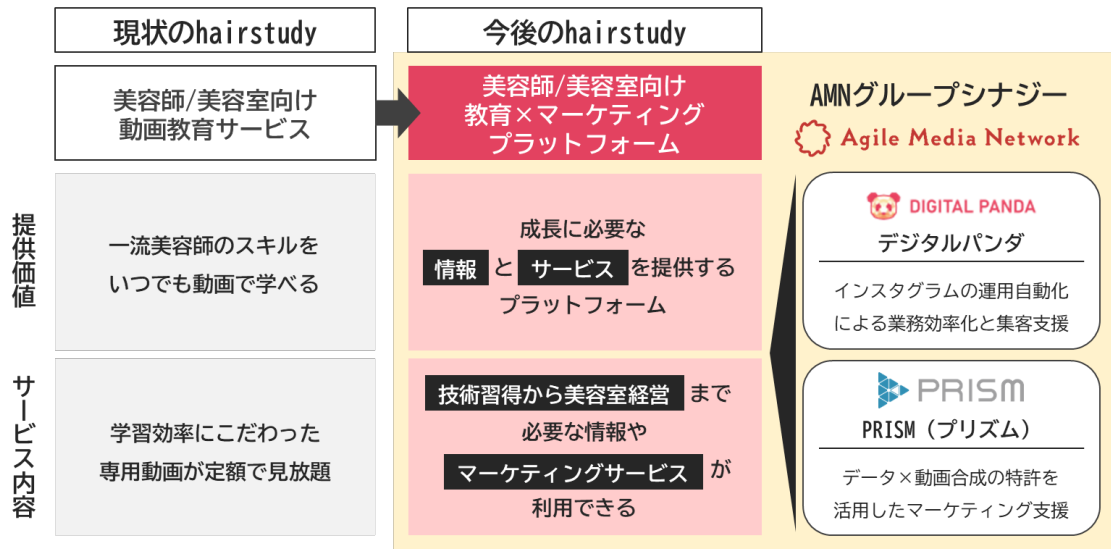 現状のhairstudy
今後のhairstudy
美容師/美容室向け
動画教育サービス
美容師/美容室向け
教育×マーケティング
プラットフォーム
AMNグループシナジー
Agile Media Network
提供価値
一流美容師のスキルを
いつでも動画で学べる
成長に必要な
情報 と サービス を提供する
プラットフォーム
DIGITAL PANDA
デジタルパンダ
インスタグラムの運用自動化
による業務効率化と集客支援
サービス内容
学習効率にこだわった
専用動画が定額で見放題
技術習得から美容室経営 まで
必要な情報や
マーケティングサービス が
利用できる
PRISM
PRISM（プリズム）
データ×動画合成の特許を
活用したマーケティング支援